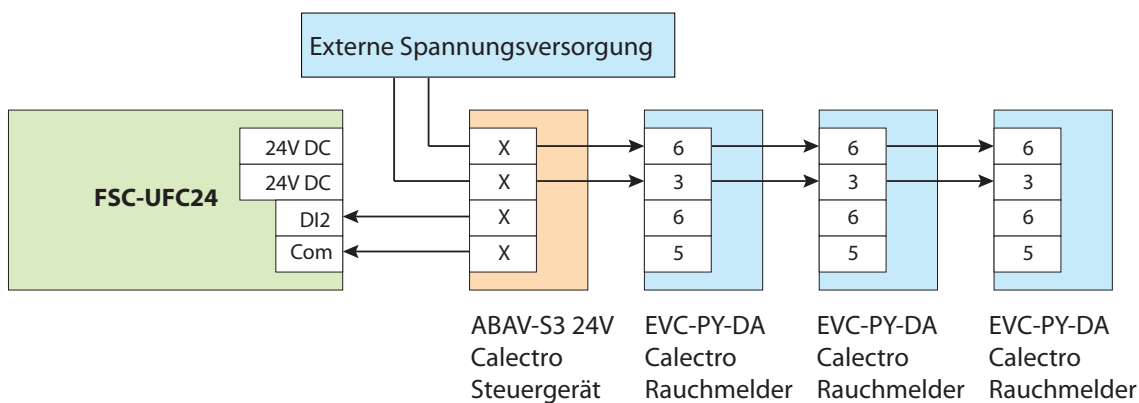 Externe Spannungsversorgung
FSC-UFC24
24V DC
24V DC
DI2
Com
X
X
X
X
6
3
6
5
6
3
6
5
6
3
6
5
ABAV-S3 24V
Calectro
Steuergerät
EVC-PY-DA
Calectro
Rauchmelder
EVC-PY-DA
Calectro
Rauchmelder
EVC-PY-DA
Calectro
Rauchmelder